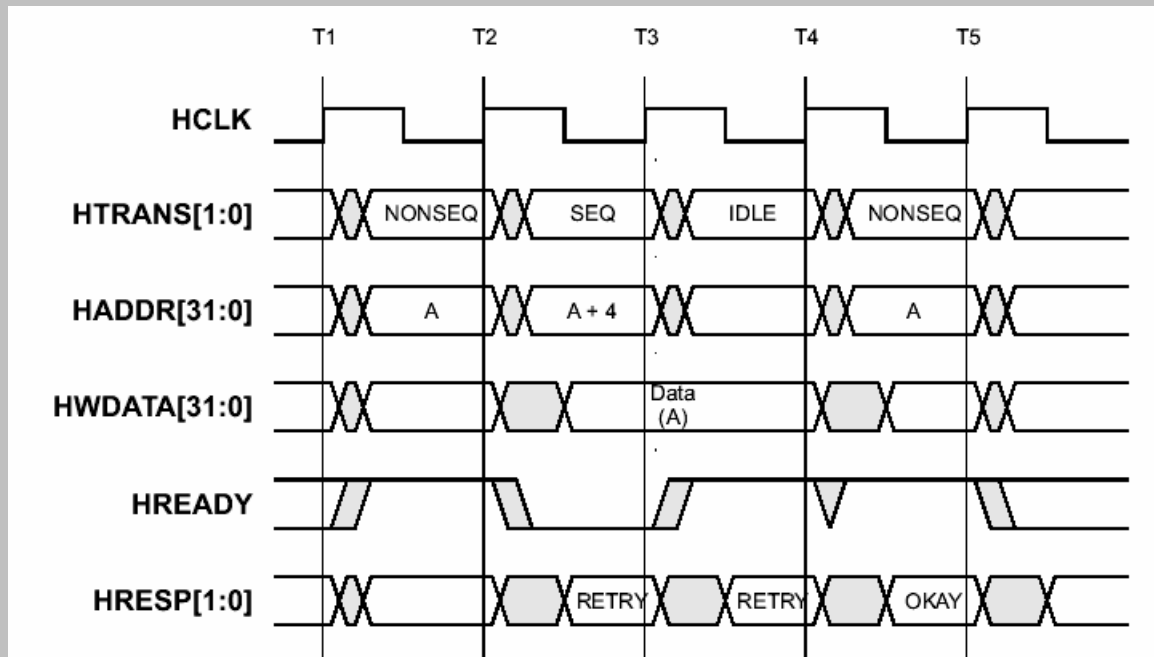 T1 T2 T3 T4 T5
HCLK
HTRANS[1:0] NONSEQ SEQ IDLE NONSEQ
HADDR[31:0] A A + 4 A
HWDATA[31:0] Data
(A)
HREADY
HRESP[1:0] RETRY RETRY OKAY